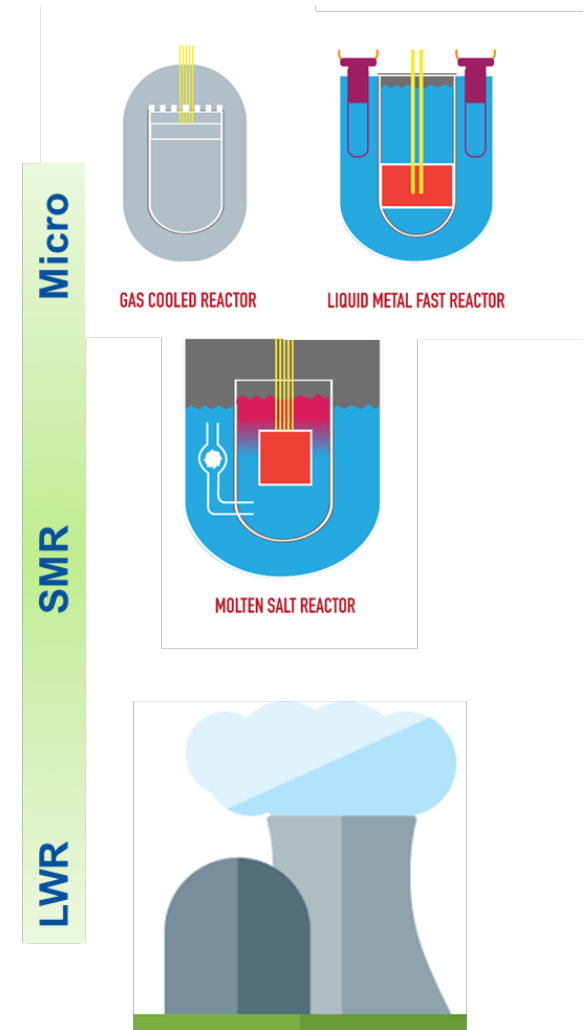 Micro
GAS COOLED REACTOR
LIQUID METAL FAST REACTOR
SMR
MOLTEN SALT REACTOR
LWR